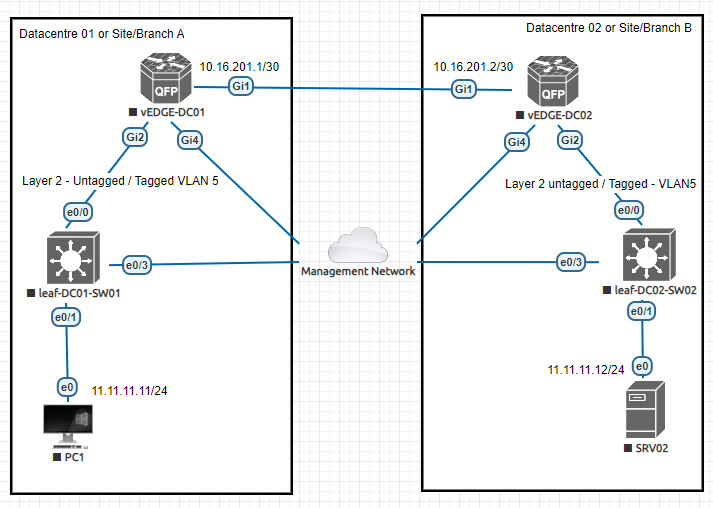 Datacentre 01 or Site/Branch A
Datacentre 02 or Site/Branch B
10.16.201.1/30
10.16.201.2/30
QFP
QFP
Gi1
Gi1
vEDGE-DC01
vEDGE-DC02
Gi2
Gi4
Gi4
Gi2
Layer 2 - Untagged / Tagged VLAN 5
Layer 2 untagged / Tagged - VLAN5
e0/0
e0/0
e0/3
Management Network
e0/3
leaf-DC01-SW01
leaf-DC02-SW02
e0/1
e0/1
e0
11.11.11.11/24
11.11.11.12/24
e0
PC1
SRV02